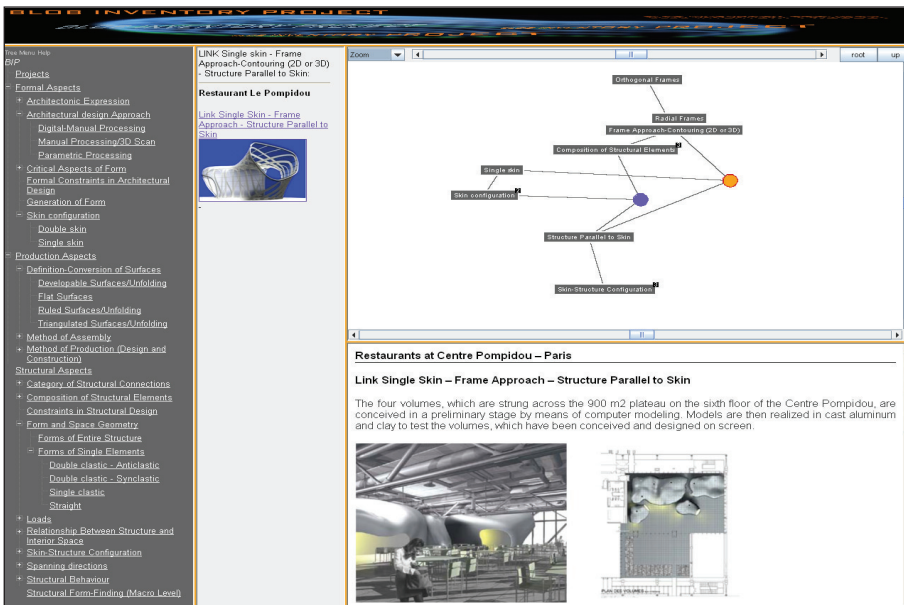 BLOB INVENTORY PROJECT
Tree Menu Help
BIP
Projects
Formal Aspects
Architectonic Expression
Architectural design Approach
Digital-Manual Processing
Manual Processing/3D Scan
Parametric Processing
Critical Aspects of Form
Formal Constraints in Architectural
Design
Generation of Form
Skin configuration
Double skin
Single skin
Production Aspects
Definition-Conversion of Surfaces
Developable Surfaces/Unfolding
Flat Surfaces
Ruled Surfaces/Unfolding
Triangulated Surfaces/Unfolding
Method of Assembly
Method of Production (Design and
Construction)
Structural Aspects
Category of Structural Connections
Composition of Structural Elements
Constraints in Structural Design
Form and Space Geometry
Forms of Entire Structure
Forms of Single Elements
Double clastic - Anticlastic
Double clastic - Synclastic
Single clastic
Straight
Loads
Relationship Between Structure and
Interior Space
Skin-Structure Configuration
Spanning directions
Structural Behaviour
Structural Form-Finding (Macro Level)
LINK Single skin - Frame
Approach-Contouring (2D or 3D)
- Structure Parallel to Skin:
Restaurant Le Pompidou
Link Single Skin - Frame
Approach - Structure Parallel to
Skin
-
Zoom
root
up
Orthogonal Frames
Radial Frames
Frame Approach-Contouring (2D or 3D)
Composition of Structural Elements
Single skin
Skin configuration
Structure Parallel to Skin
Skin-Structure Configuration
Restaurants at Centre Pompidou – Paris
Link Single Skin – Frame Approach – Structure Parallel to Skin
The four volumes, which are strung across the 900 m2 plateau on the sixth floor of the Centre Pompidou, are
conceived in a preliminary stage by means of computer modeling. Models are then realized in cast aluminum
and clay to test the volumes, which have been conceived and designed on screen.
PLAN DES VOLUMES